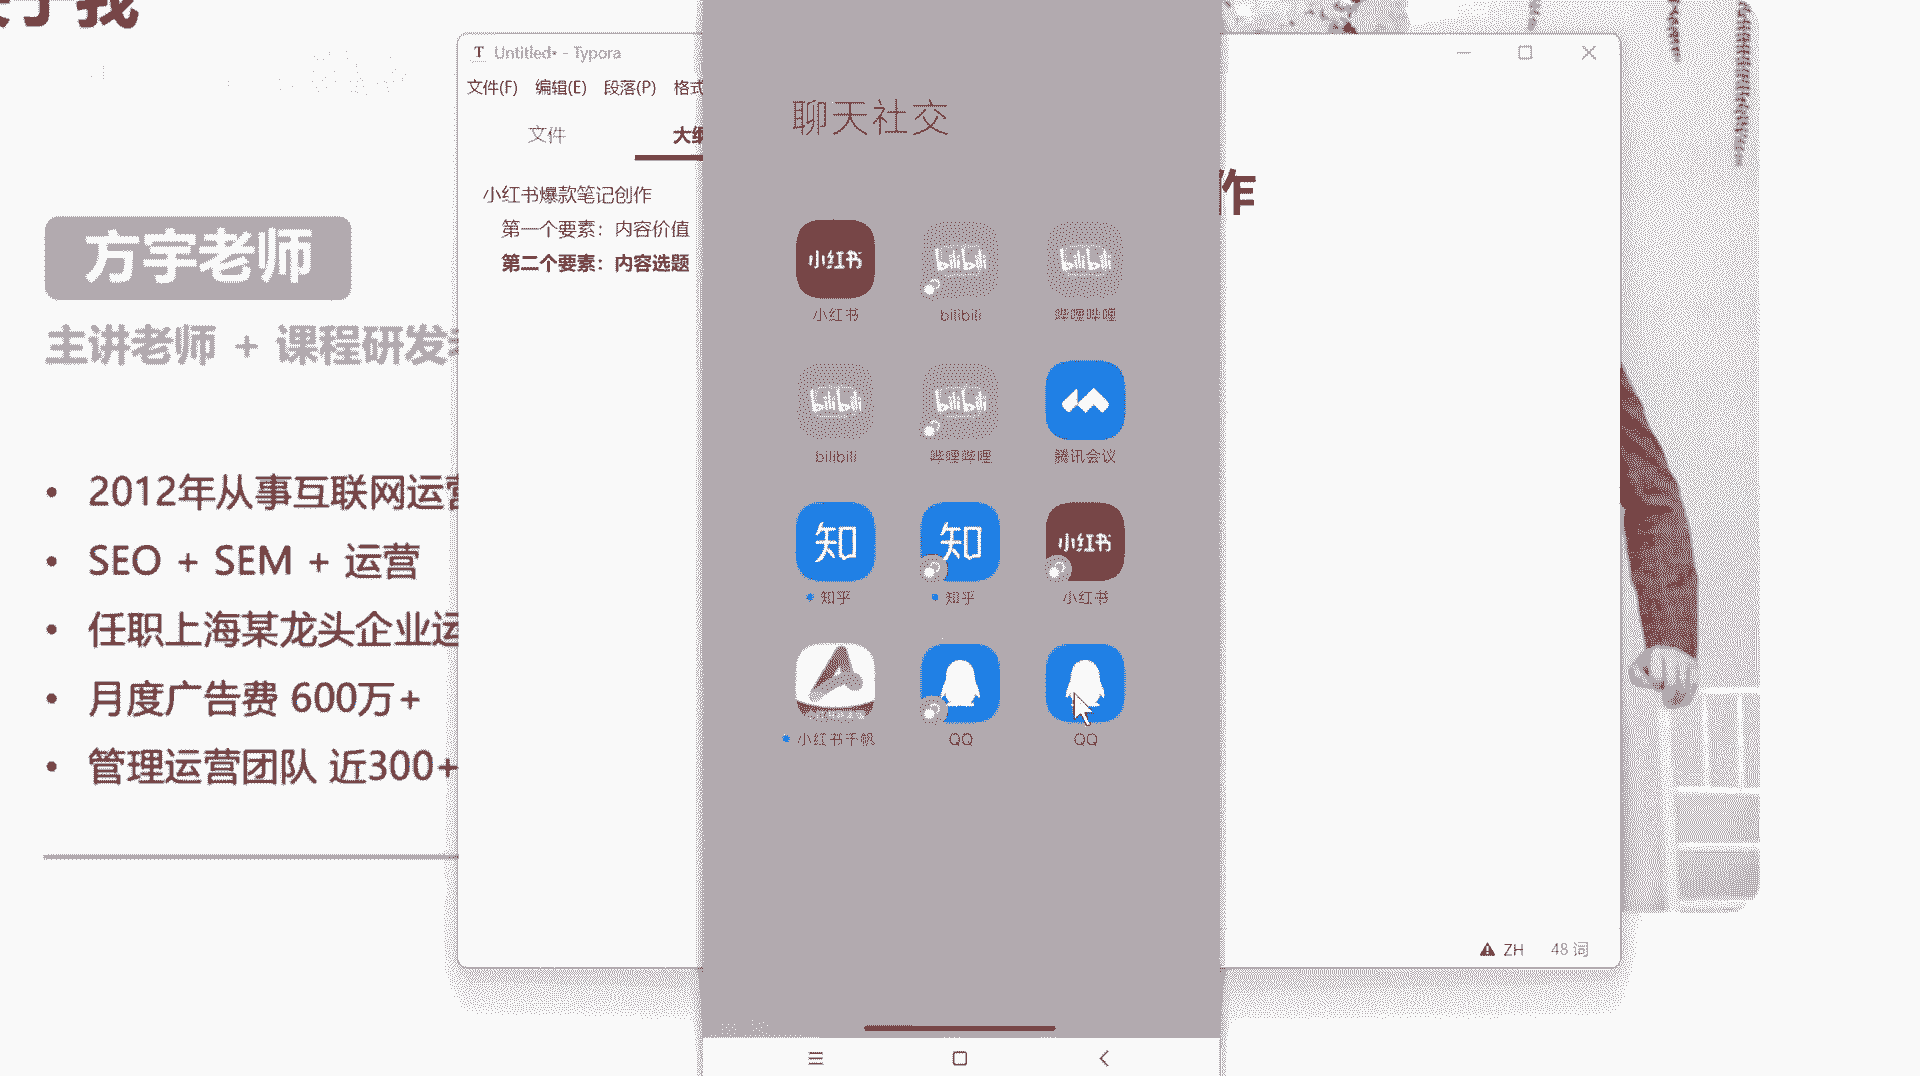 于我
方宇老师
主讲老师 + 课程研发
• 2012年从事互联网运营
• SEO + SEM + 运营
• 任职上海某龙头企业运
• 月度广告费 600万+
• 管理运营团队 近300+
T Untitled• - Typora
文件(F) 编辑(E) 段落(P) 格式
文件 大纲
小红书爆款笔记创作
第一个要素：内容价值
第二个要素：内容选题
作
ZH 48 词
聊天社交
小红书 bilibili bilibili
小红书 bilibili 哔哩哔哩
bilibili bilibili
bilibili 哔哩哔哩 腾讯会议
知 知 小红书
知乎 知乎 小红书
小红书千帆 QQ QQ